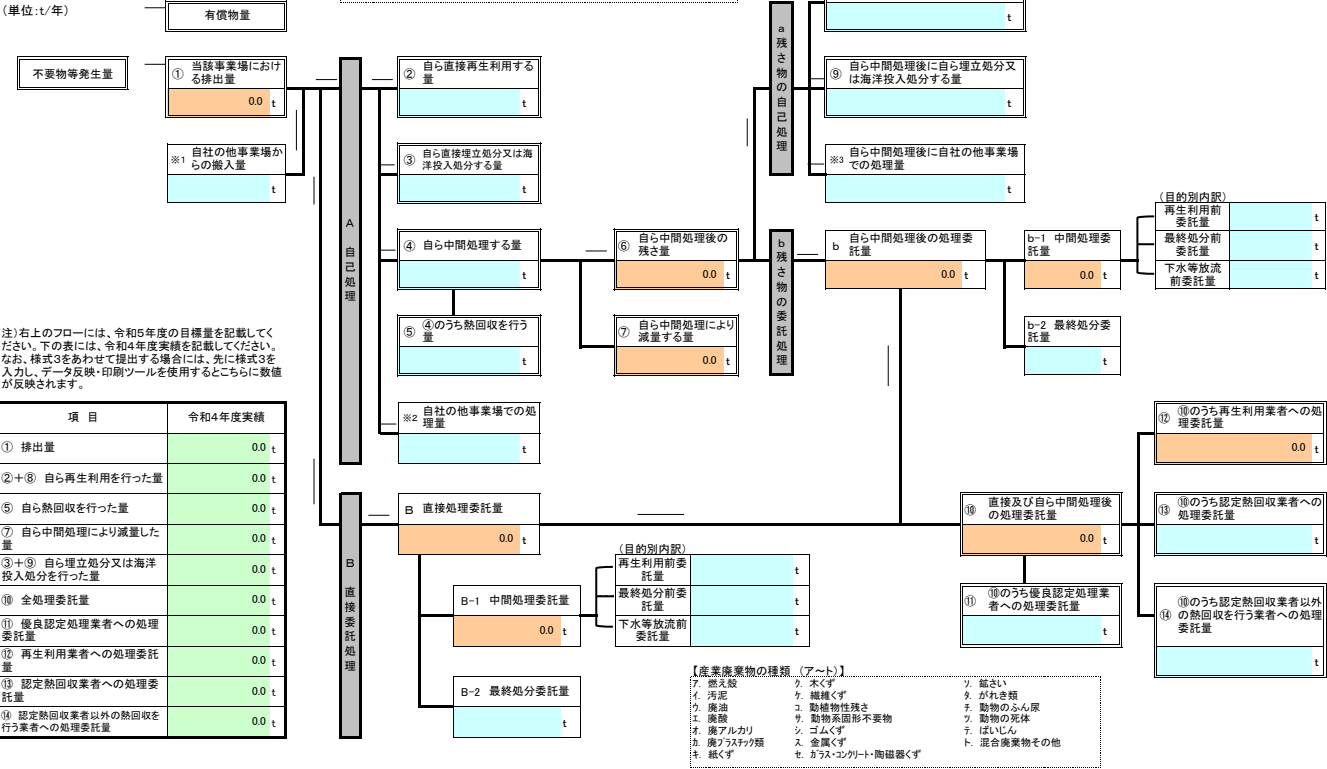 (単位:t/年)
有償物量
t
不要物等発生量
① 当該事業場におけ
る排出量
0.0 t
※1 自社の他事業場か
らの搬入量
t
A 自己処理
② 自ら直接再生利用する
量
t
③ 自ら直接埋立処分又は海
洋投入処分する量
t
④ 自ら中間処理する量
t
⑤ ④のうち熱回収を行う
量
t
※2 自社の他事業場での処
理量
t
⑥ 自ら中間処理後の
残さ量
0.0 t
⑦ 自ら中間処理により
減量する量
0.0 t
a 残さ物の自己処理
⑨ 自ら中間処理後に自ら埋立処分又
は海洋投入処分する量
t
※3 自ら中間処理後に自社の他事業場
での処理量
t
b 残さ物の委託処理
b 自ら中間処理後の処理委
託量
0.0 t
b-1 中間処理委
託量
0.0 t
b-2 最終処分委
託量
t
(目的別内訳)
再生利用前
委託量
t
最終処分前
委託量
t
下水等放流
前委託量
t
注)右上のフローには、令和5年度の目標量を記載してく
ださい。下の表には、令和4年度実績を記載してください。
なお、様式3をあわせて提出する場合には、先に様式3を
入力し、データ反映・印刷ツールを使用するとこちらに数値
が反映されます。
項 目 令和4年度実績
① 排出量 0.0 t
②+⑧ 自ら再生利用を行った量 0.0 t
⑤ 自ら熱回収を行った量 0.0 t
⑦ 自ら中間処理により減量した
量 0.0 t
③+⑨ 自ら埋立処分又は海洋
投入処分を行った量 0.0 t
⑩ 全処理委託量 0.0 t
⑪ 優良認定処理業者への処理
委託量 0.0 t
⑫ 再生利用業者への処理委託
量 0.0 t
⑬ 認定熱回収業者への処理委
託量 0.0 t
⑭ 認定熱回収業者以外の熱回収を
行う業者への処理委託量 0.0 t
B 直接委託処理
B 直接処理委託量
0.0 t
B-1 中間処理委託量
0.0 t
B-2 最終処分委託量
t
(目的別内訳)
再生利用前委
託量
t
最終処分前委
託量
t
下水等放流前
委託量
t
⑩ 直接及び自ら中間処理後
の処理委託量
0.0 t
⑪ ⑩のうち優良認定処理業
者への処理委託量
t
⑫ ⑩のうち再生利用業者への処
理委託量
0.0 t
⑬ ⑩のうち認定熱回収業者への
処理委託量
t
⑭ ⑩のうち認定熱回収業者以外
の熱回収を行う業者への処理
委託量
t
【産業廃棄物の種類 (ア~ト)】
ア. 燃え殻
イ. 汚泥
ウ. 廃油
エ. 廃酸
オ. 廃アルカリ
カ. 廃プラスチック類
キ. 紙くず
ク. 木くず
ケ. 繊維くず
コ. 動植物性残さ
サ. 動物系固形不要物
シ. ゴムくず
ス. 金属くず
セ. ガラス・コンクリート・陶磁器くず
ソ. 鉱さい
タ. がれき類
チ. 動物のふん尿
ツ. 動物の死体
テ. ばいじん
ト. 混合廃棄物その他